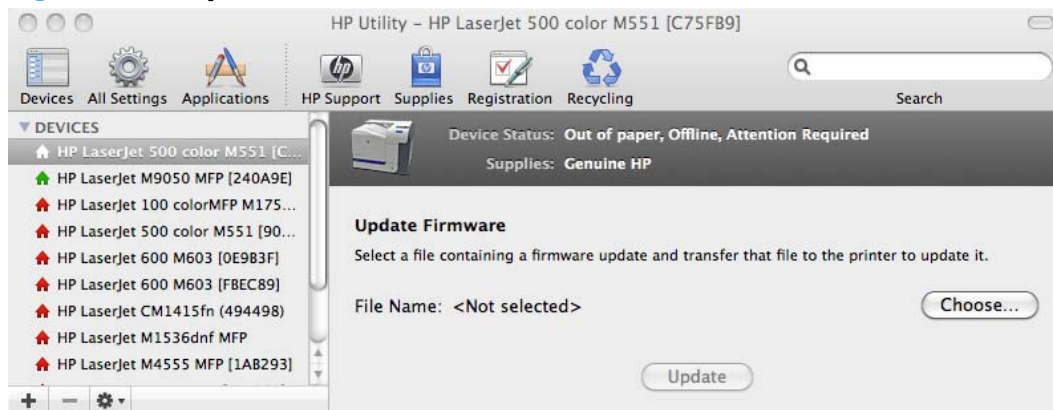 HP Utility – HP LaserJet 500 color M551 [C75FB9]
Devices All Settings Applications HP Support Supplies Registration Recycling Search
DEVICES
HP LaserJet 500 color M551 [C...
HP LaserJet M9050 MFP [240A9E]
HP LaserJet 100 colorMFP M175...
HP LaserJet 500 color M551 [90...
HP LaserJet 600 M603 [0E9B3F]
HP LaserJet 600 M603 [FBEC89]
HP LaserJet CM1415fn (494498)
HP LaserJet M1536dnf MFP
HP LaserJet M4555 MFP [1AB293]
Device Status: Out of paper, Offline, Attention Required
Supplies: Genuine HP
Update Firmware
Select a file containing a firmware update and transfer that file to the printer to update it.
File Name: <Not selected>
Choose...
Update